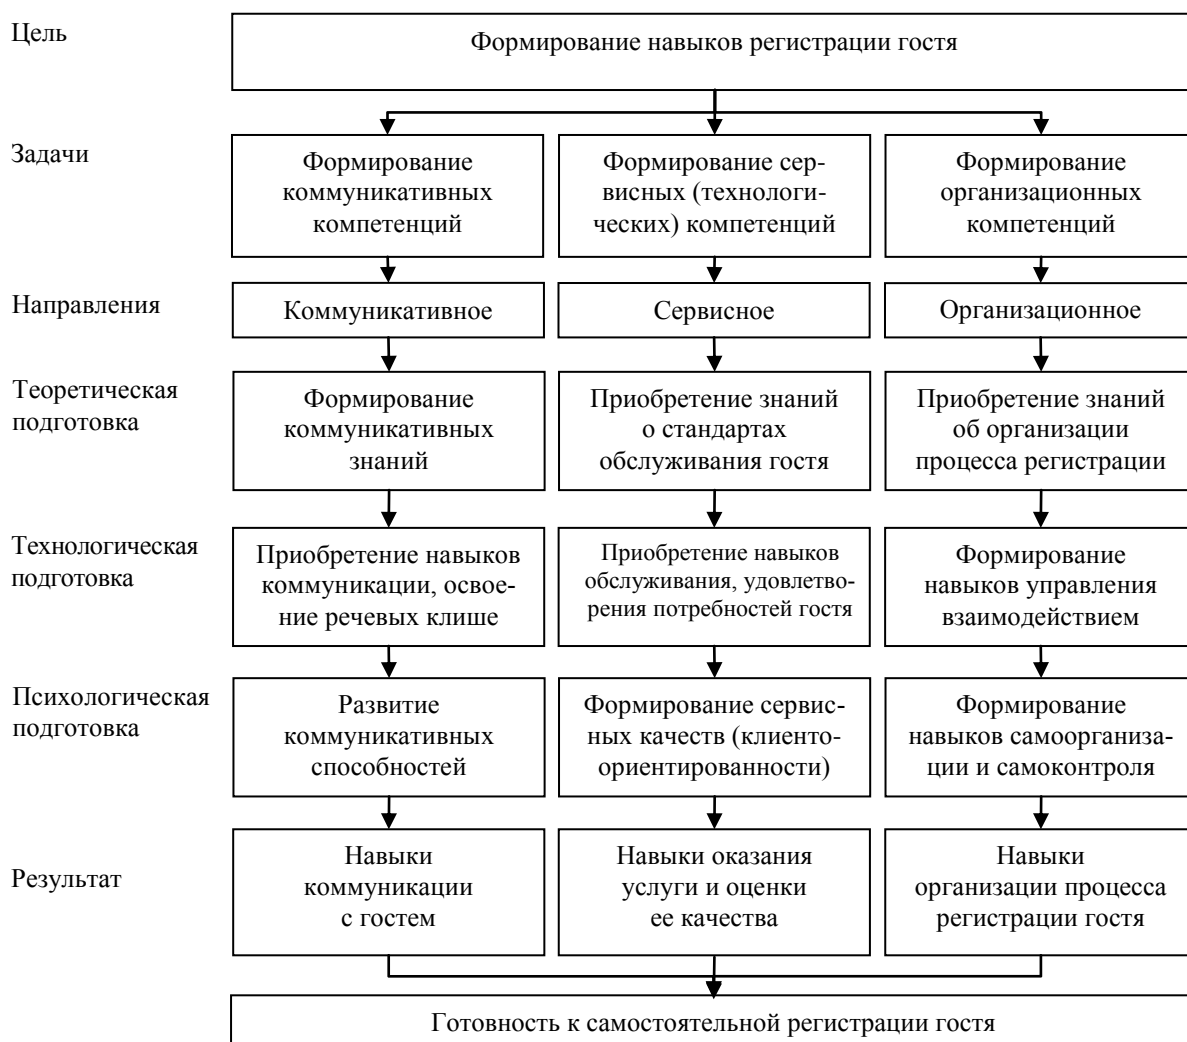 Цель
Формирование навыков регистрации гостя
Задачи
Формирование
коммуникативных
компетенций
Формирование сер-
висных (технологи-
ческих) компетенций
Формирование
организационных
компетенций
Направления
Коммуникативное
Сервисное
Организационное
Теоретическая
подготовка
Формирование
коммуникативных
знаний
Приобретение знаний
о стандартах
обслуживания гостя
Приобретение знаний
об организации
процесса регистрации
Технологическая
подготовка
Приобретение навыков
коммуникации, освое-
ние речевых клише
Приобретение навыков
обслуживания, удовлетво-
рения потребностей гостя
Формирование
навыков управления
взаимодействием
Психологическая
подготовка
Развитие
коммуникативных
способностей
Формирование сервис-
ных качеств (клиенто-
ориентированности)
Формирование
навыков самоорганиза-
ции и самоконтроля
Результат
Навыки
коммуникации
с гостем
Навыки оказания
услуги и оценки
ее качества
Навыки
организации процесса
регистрации гостя
Готовность к самостоятельной регистрации гостя